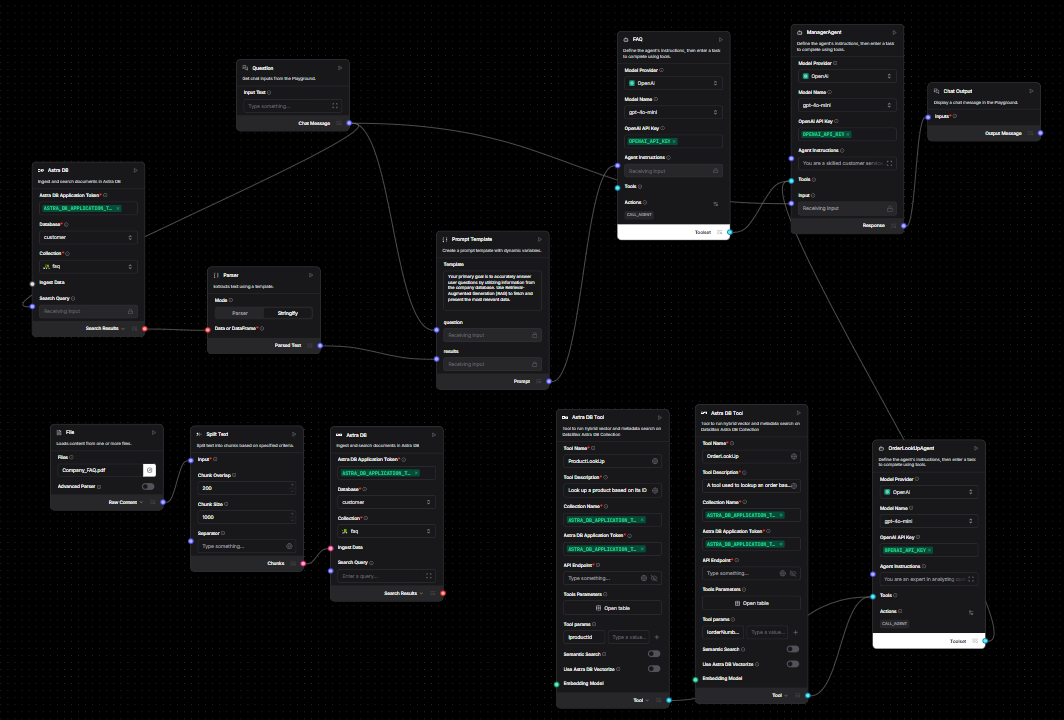 Question
Get chat inputs from the Playground.
Input Text
Type something...
Chat Message
FAQ
Define the agent's instructions, then enter a task
to complete using tools.
Model Provider
OpenAI
Model Name
gpt-4o-mini
OpenAI API Key
OPENAI_API_KEY ×
Agent Instructions
Receiving input
Tools
Actions
CALL_AGENT
Toolset
ManagerAgent
Define the agent's instructions, then enter a task
to complete using tools.
Model Provider
OpenAI
Model Name
gpt-4o-mini
OpenAI API Key
OPENAI_API_KEY ×
Agent Instructions
You are a skilled customer service
Tools
Input
Receiving input
Response
Chat Output
Display a chat message in the Playground.
Inputs*
Output Message
Astra DB
Ingest and search documents in Astra DB
Astra DB Application Token*
ASTRA_DB_APPLICATION_T... ×
Database*
customer
Collection*
faq
Ingest Data
Search Query
Receiving input
Search Results
Parser
Extracts text using a template.
Mode
Parser
Stringify
Data or DataFrame*
Parsed Text
Prompt Template
Create a prompt template with dynamic variables.
Template
Your primary goal is to accurately answer
user questions by utilizing information from
the company database. Use Retrieval-
Augmented Generation (RAG) to fetch and
present the most relevant data.
question
Receiving input
results
Receiving input
Prompt
File
Loads content from one or more files.
Files
Company_FAQ.pdf
Advanced Parser
Raw Content
Split Text
Split text into chunks based on specified criteria.
Input*
Chunk Overlap
200
Chunk Size
1000
Separator
Type something...
Chunks
Astra DB
Ingest and search documents in Astra DB
Astra DB Application Token*
ASTRA_DB_APPLICATION_T... ×
Database*
customer
Collection*
faq
Ingest Data
Search Query
Enter a query...
Search Results
Astra DB Tool
Tool to run hybrid vector and metadata search on
DataStax Astra DB Collection
Tool Name*
ProductLookUp
Tool Description*
Look up a product based on its ID
Collection Name*
ASTRA_DB_APPLICATION_T... ×
Astra DB Application Token*
ASTRA_DB_APPLICATION_T... ×
API Endpoint*
Type something...
Tools Parameters
Open table
Tool params
!productId
Type a value...
Semantic Search
Use Astra DB Vectorize
Embedding Model
Tool
Astra DB Tool
Tool to run hybrid vector and metadata search on
DataStax Astra DB Collection
Tool Name*
OrderLookUp
Tool Description*
A tool used to lookup an order bas...
Collection Name*
ASTRA_DB_APPLICATION_T... ×
Astra DB Application Token*
ASTRA_DB_APPLICATION_T... ×
API Endpoint*
Type something...
Tools Parameters
Open table
Tool params
!orderNumb...
Type a value...
Semantic Search
Use Astra DB Vectorize
Embedding Model
Tool
OrderLookUpAgent
Define the agent's instructions, then enter a task
to complete using tools.
Model Provider
OpenAI
Model Name
gpt-4o-mini
OpenAI API Key
OPENAI_API_KEY ×
Agent Instructions
You are an expert in analyzing
Tools
Actions
CALL_AGENT
Toolset